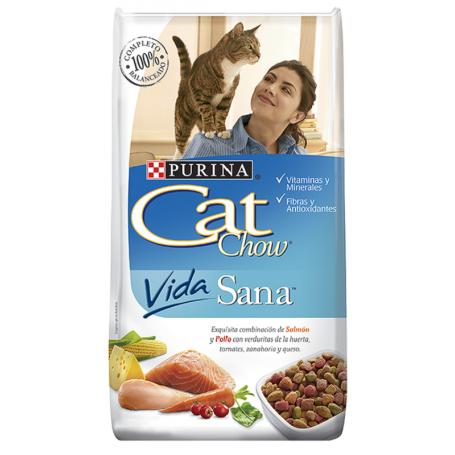 COMPLETO
100%
BALANCEADO
PURINA
Vitaminas y
Minerales
Fibras y
Antioxidantes
Cat
Chow®
Vida Sana™
Exquisita combinación de Salmón
y Pollo con verduritas de la huerta,
tomates, zanahoria y queso.